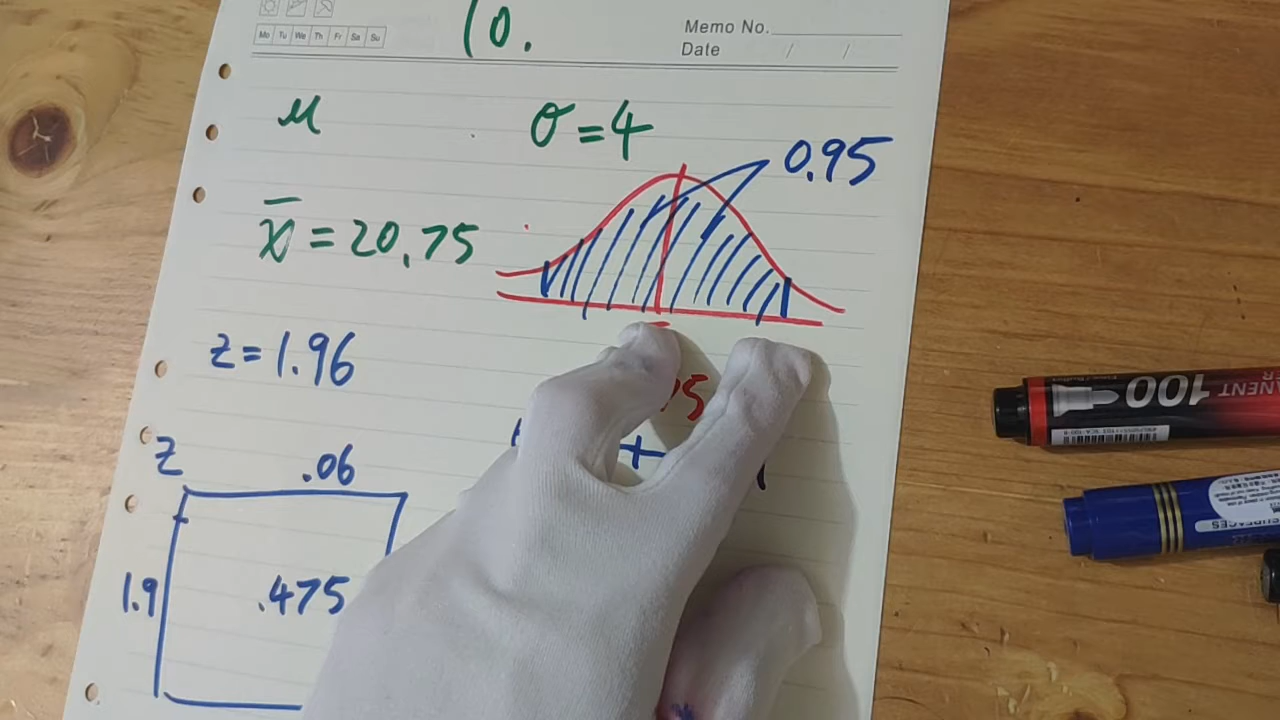 10.
Memo No.
Mo Tu We Th Fr Sa Su
Date / /
μ σ=4
0.95
x̄ = 20.75
z=1.96
+
z .06
1.9 .475
100